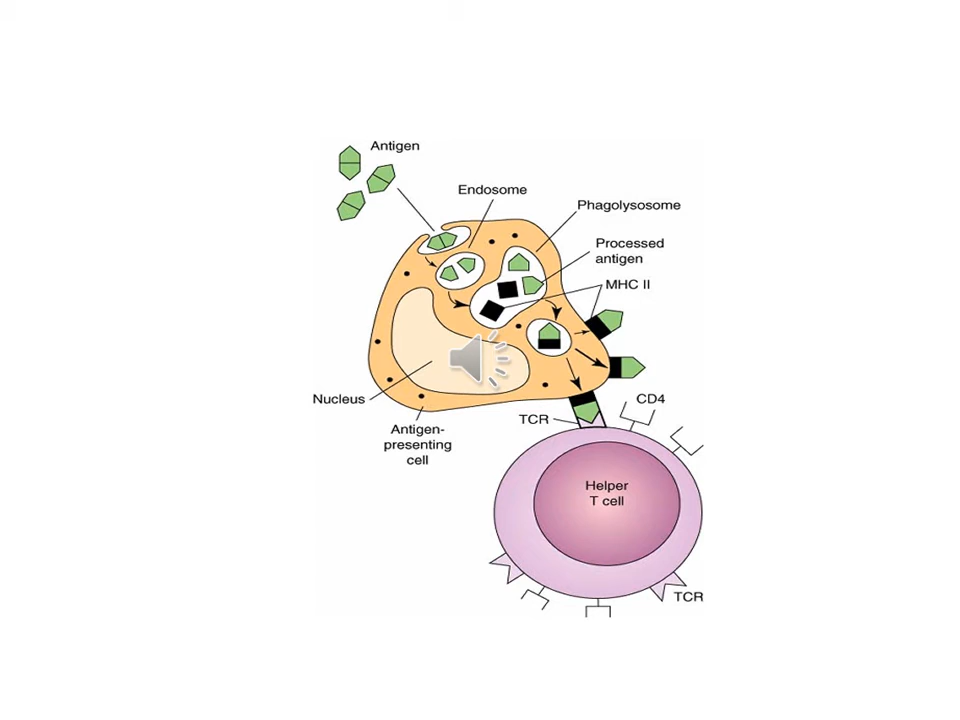 Antigen
Endosome
Phagolysosome
Processed
antigen
MHC II
Nucleus
Antigen-
presenting
cell
TCR
CD4
Helper
T cell
TCR